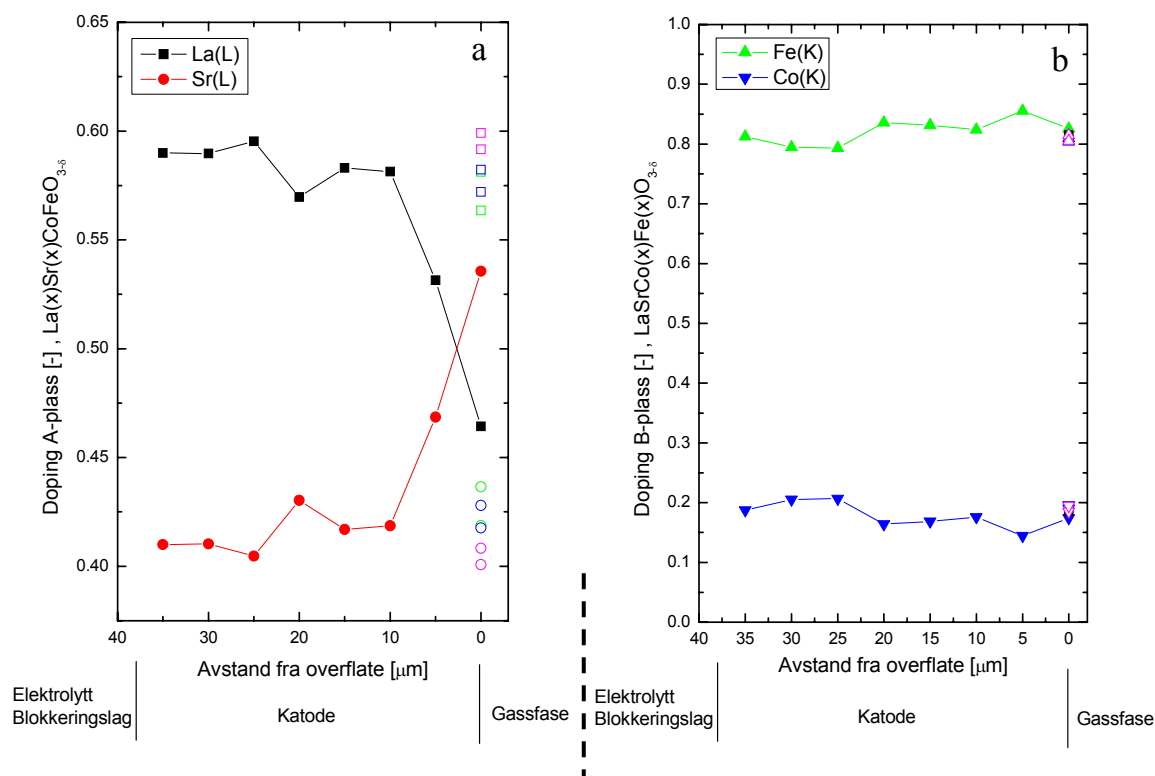 a
La(L)
Sr(L)
0.65
0.60
0.55
0.50
0.45
0.40
Doping A-plass [-] , La(x)Sr(x)CoFeO3-δ
40 30 20 10 0
Avstand fra overflate [μm]
Elektrolytt
Blokkeringslag
Katode
Gassfase
b
Fe(K)
Co(K)
1.0
0.9
0.8
0.7
0.6
0.5
0.4
0.3
0.2
0.1
0.0
Doping B-plass [-] , LaSrCo(x)Fe(x)O3-δ
40 35 30 25 20 15 10 5 0
Avstand fra overflate [μm]
Elektrolytt
Blokkeringslag
Katode
Gassfase